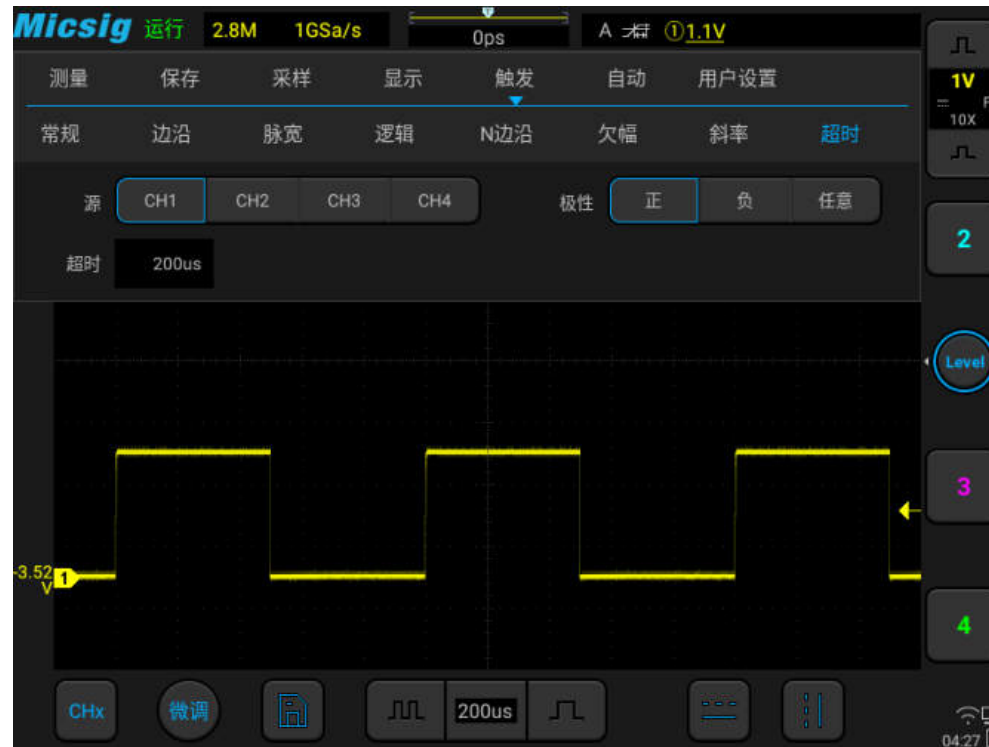 Micsig 运行 2.8M 1GSa/s 0ps A ①1.1V
测量 保存 采样 显示 触发 自动 用户设置
常规 边沿 脉宽 逻辑 N边沿 欠幅 斜率 超时
源 CH1 CH2 CH3 CH4 极性 正 负 任意
超时 200us
1V
10X
2
Level
3
-3.52 V 1
4
CHx 微调 200us
04:27